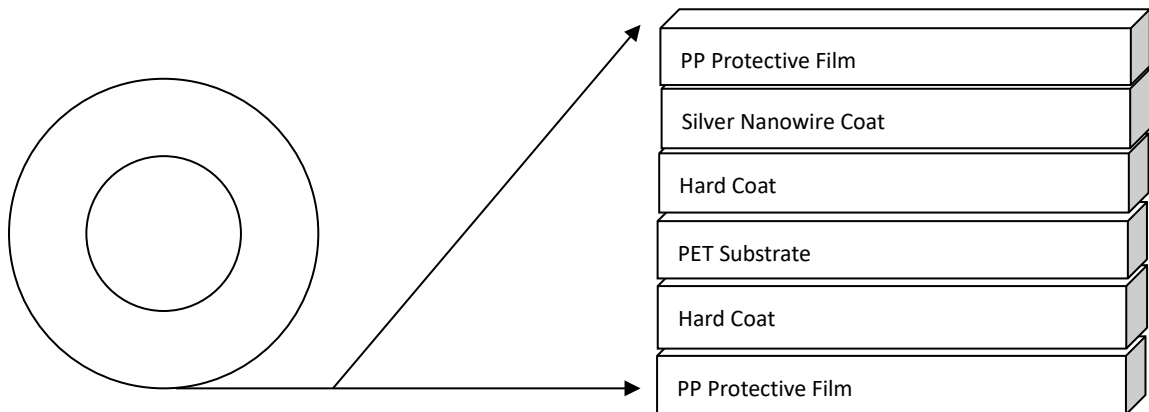 PP Protective Film
Silver Nanowire Coat
Hard Coat
PET Substrate
Hard Coat
PP Protective Film